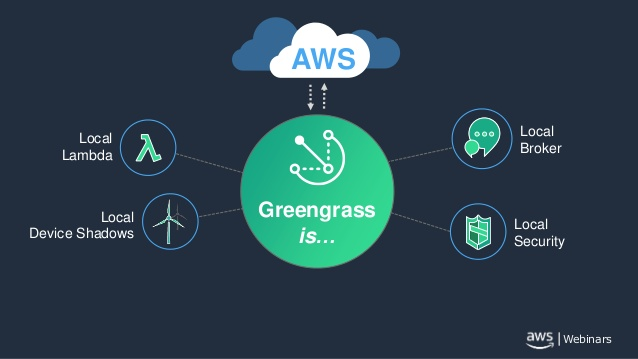 AWS
Local
Lambda
Local
Broker
Greengrass
is...
Local
Device Shadows
Local
Security
aws | Webinars